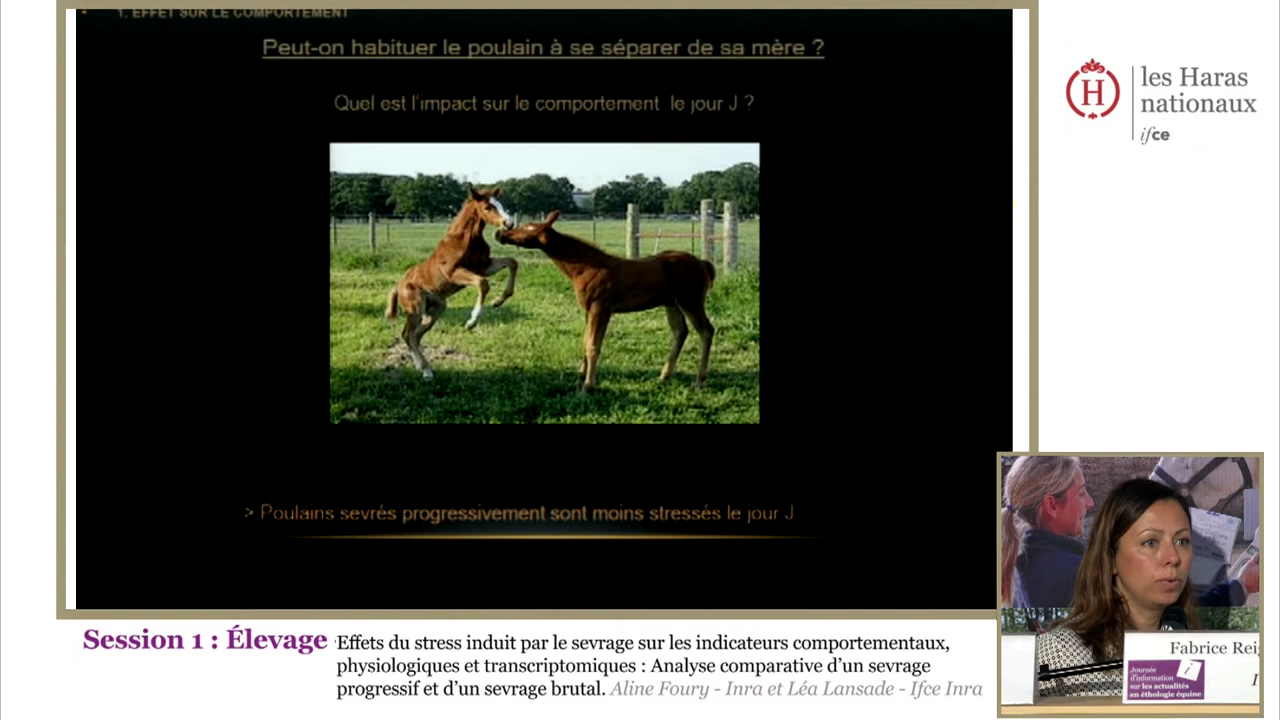 1. EFFET SUR LE COMPORTEMENT
Peut-on habituer le poulain à se séparer de sa mère ?
Quel est l'impact sur le comportement le jour J ?
> Poulains sevrés progressivement sont moins stressés le jour J
les Haras
nationaux
ifce
H
Session 1 : Élevage
Effets du stress induit par le sevrage sur les indicateurs comportementaux,
physiologiques et transcriptomiques : Analyse comparative d'un sevrage
progressif et d'un sevrage brutal. Aline Foury - Inra et Léa Lansade - Ifce Inra
Fabrice Reig
I
Journée
d'information
sur les actualités
en éthologie équine
i